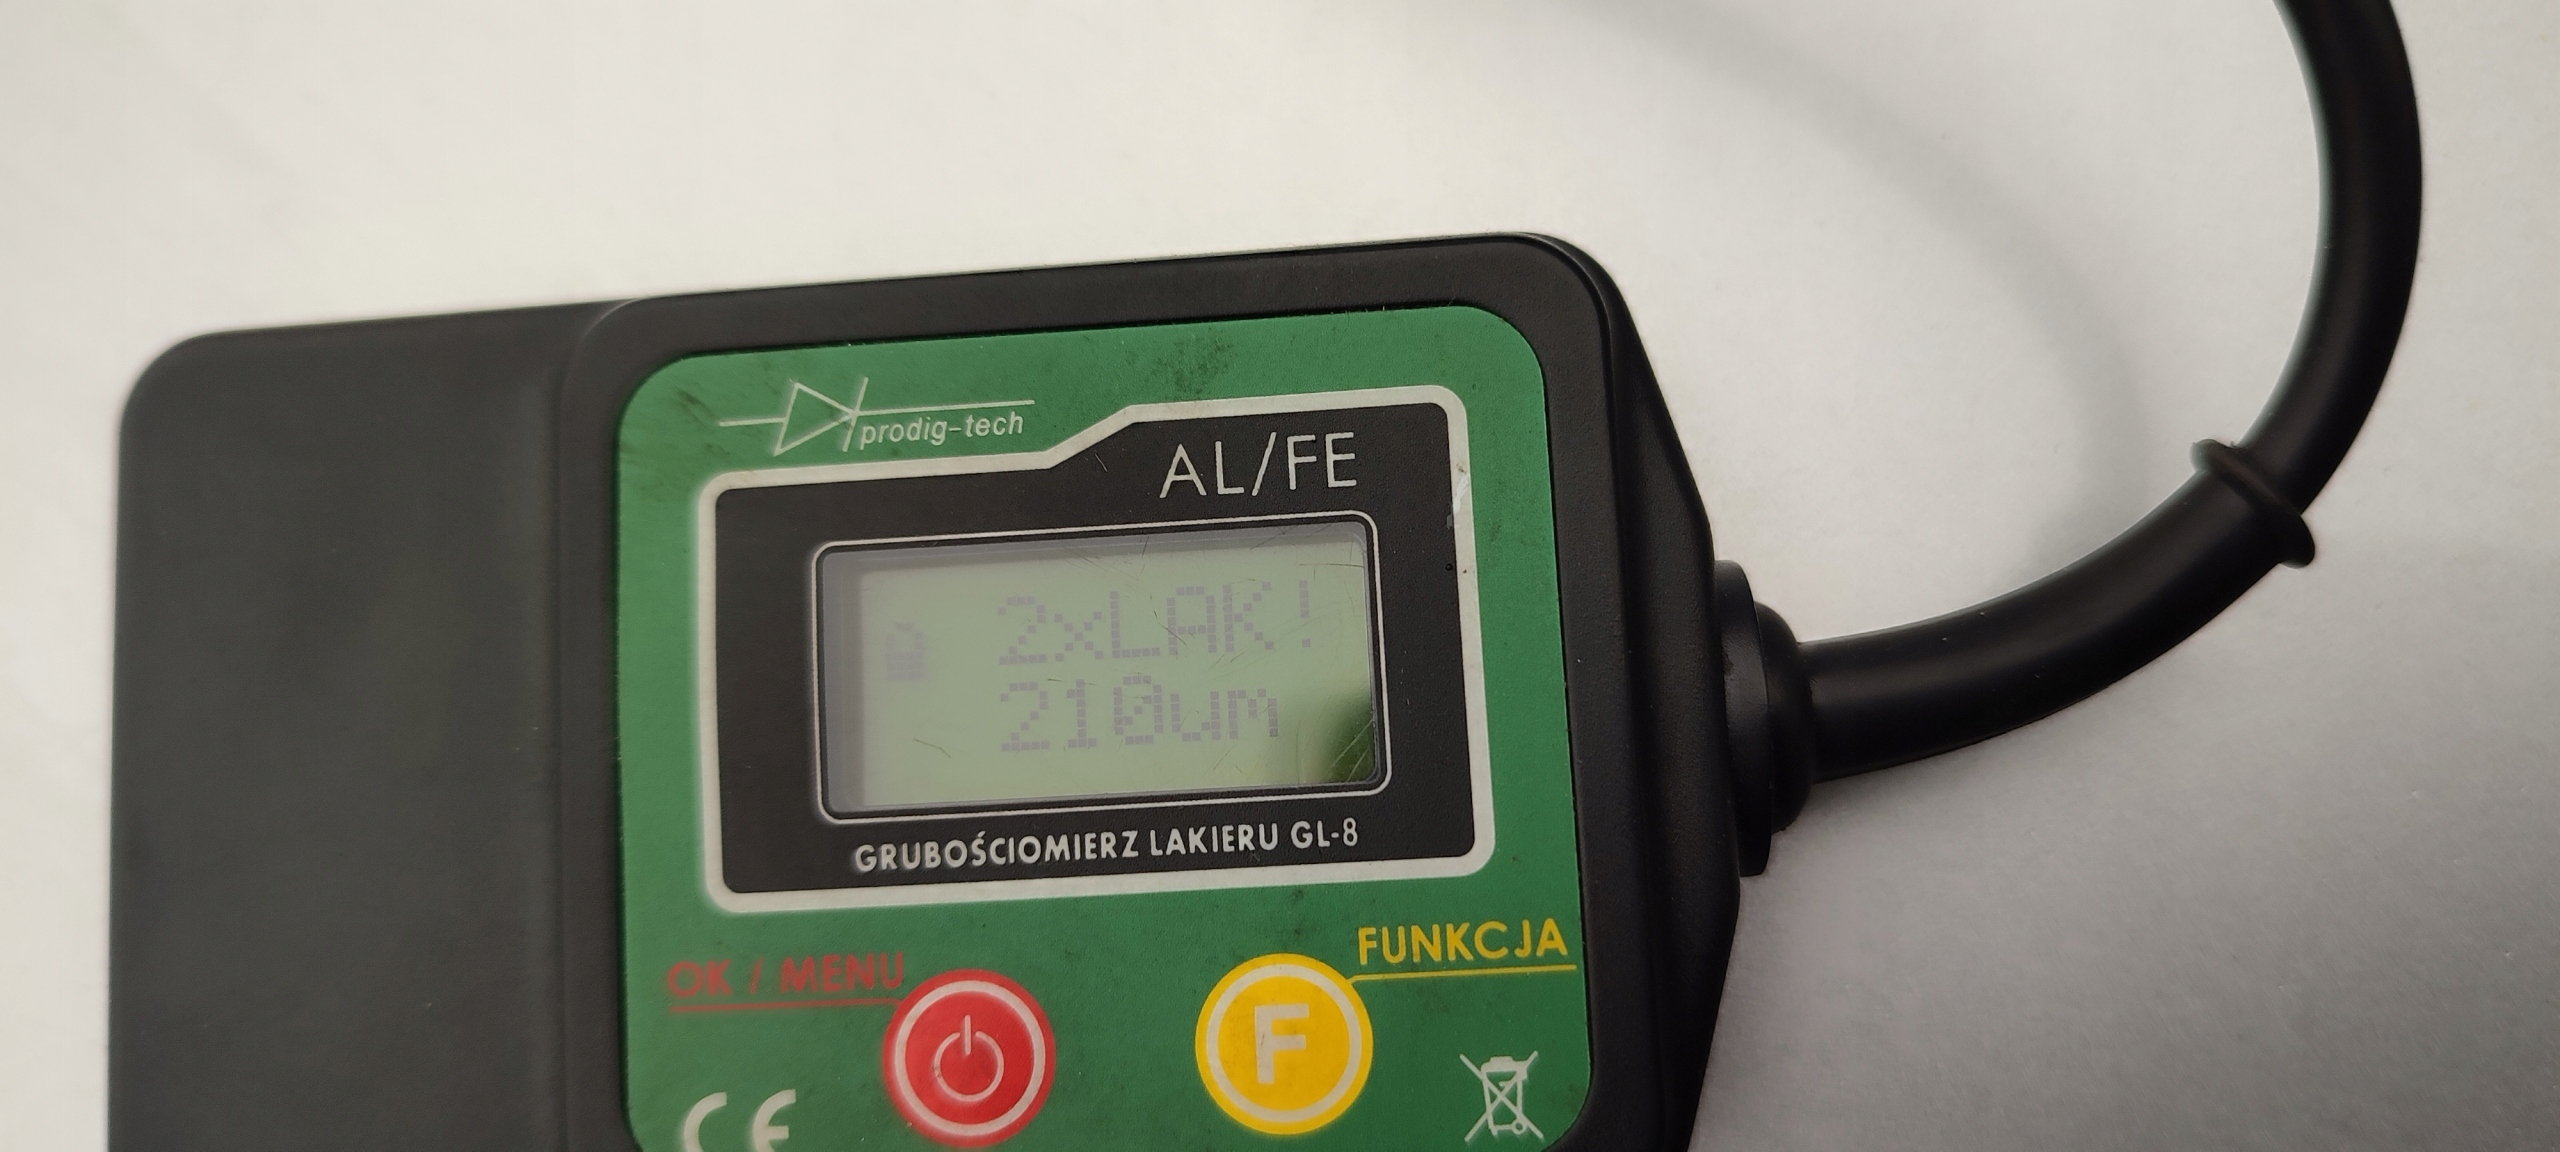 prodig-tech
AL/FE
2xLAK!
210um
GRUBOŚCIOMIERZ LAKIERU GL-8
OK / MENU
FUNKCJA
F
CE